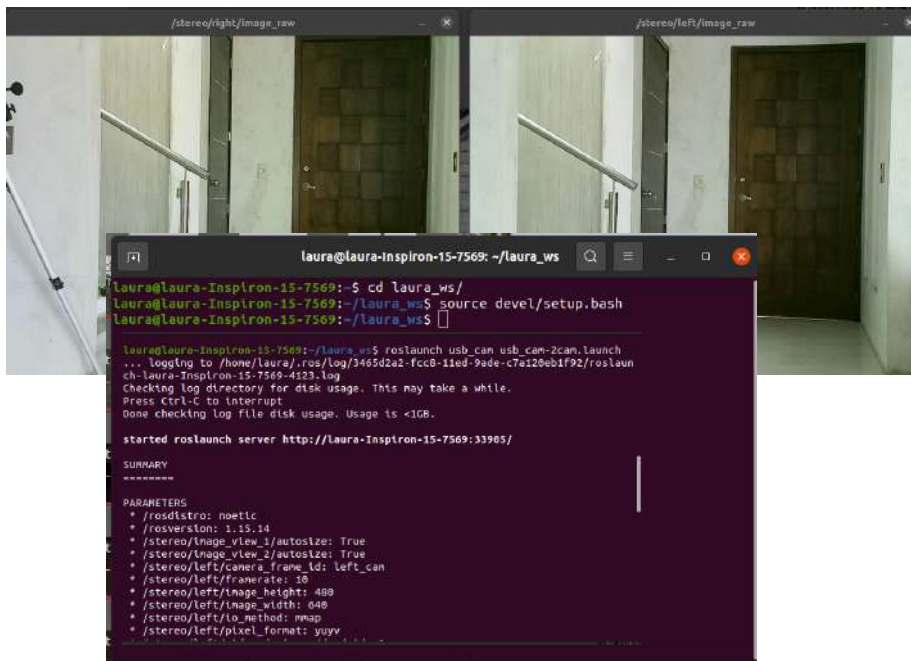 /stereo/right/image_raw
/stereo/left/image_raw
laura@laura-Inspiron-15-7569: ~/laura_ws
laura@laura-Inspiron-15-7569:~$ cd laura_ws/
laura@laura-Inspiron-15-7569:~/laura_ws$ source devel/setup.bash
laura@laura-Inspiron-15-7569:~/laura_ws$
laura@laura-Inspiron-15-7569:~/laura_ws$ roslaunch usb_cam usb_cam-2cam.launch
... logging to /home/laura/.ros/log/3465d2a2-fcc8-11ed-9ade-c7a120eb1f92/roslaun
ch-laura-Inspiron-15-7569-4123.log
Checking log directory for disk usage. This may take a while.
Press Ctrl-C to interrupt
Done checking log file disk usage. Usage is <1GB.
started roslaunch server http://laura-Inspiron-15-7569:33905/
SUMMARY
========
PARAMETERS
* /rosdistro: noetic
* /rosversion: 1.15.14
* /stereo/image_view_1/autosize: True
* /stereo/image_view_2/autosize: True
* /stereo/left/camera_frame_id: left_cam
* /stereo/left/framerate: 10
* /stereo/left/image_height: 480
* /stereo/left/image_width: 640
* /stereo/left/io_method: mmap
* /stereo/left/pixel_format: yuyv